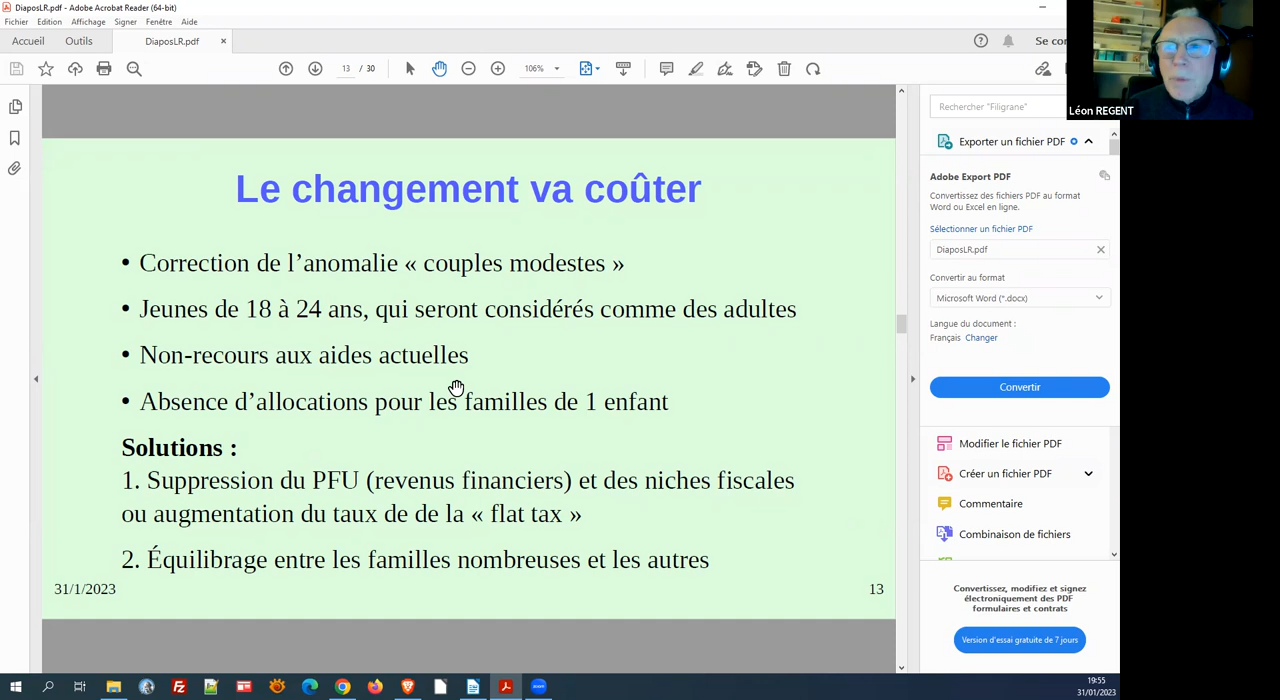 DiaposLR.pdf - Adobe Acrobat Reader (64-bit)
Fichier Edition Affichage Signer Fenêtre Aide
Accueil Outils DiaposLR.pdf × Se con
13 / 30 106%
Léon REGENT
Rechercher "Filigrane"
Exporter un fichier PDF
Adobe Export PDF
Convertissez des fichiers PDF au format
Word ou Excel en ligne.
Sélectionner un fichier PDF
DiaposLR.pdf
Convertir au format
Microsoft Word (*.docx)
Langue du document :
Français Changer
Convertir
Modifier le fichier PDF
Créer un fichier PDF
Commentaire
Combinaison de fichiers
Convertissez, modifiez et signez
électroniquement des PDF
formulaires et contrats
Version d'essai gratuite de 7 jours
Le changement va coûter
• Correction de l’anomalie « couples modestes »
• Jeunes de 18 à 24 ans, qui seront considérés comme des adultes
• Non-recours aux aides actuelles
• Absence d’allocations pour les familles de 1 enfant
Solutions :
1. Suppression du PFU (revenus financiers) et des niches fiscales
ou augmentation du taux de de la « flat tax »
2. Équilibrage entre les familles nombreuses et les autres
31/1/2023 13
19:55
31/01/2023